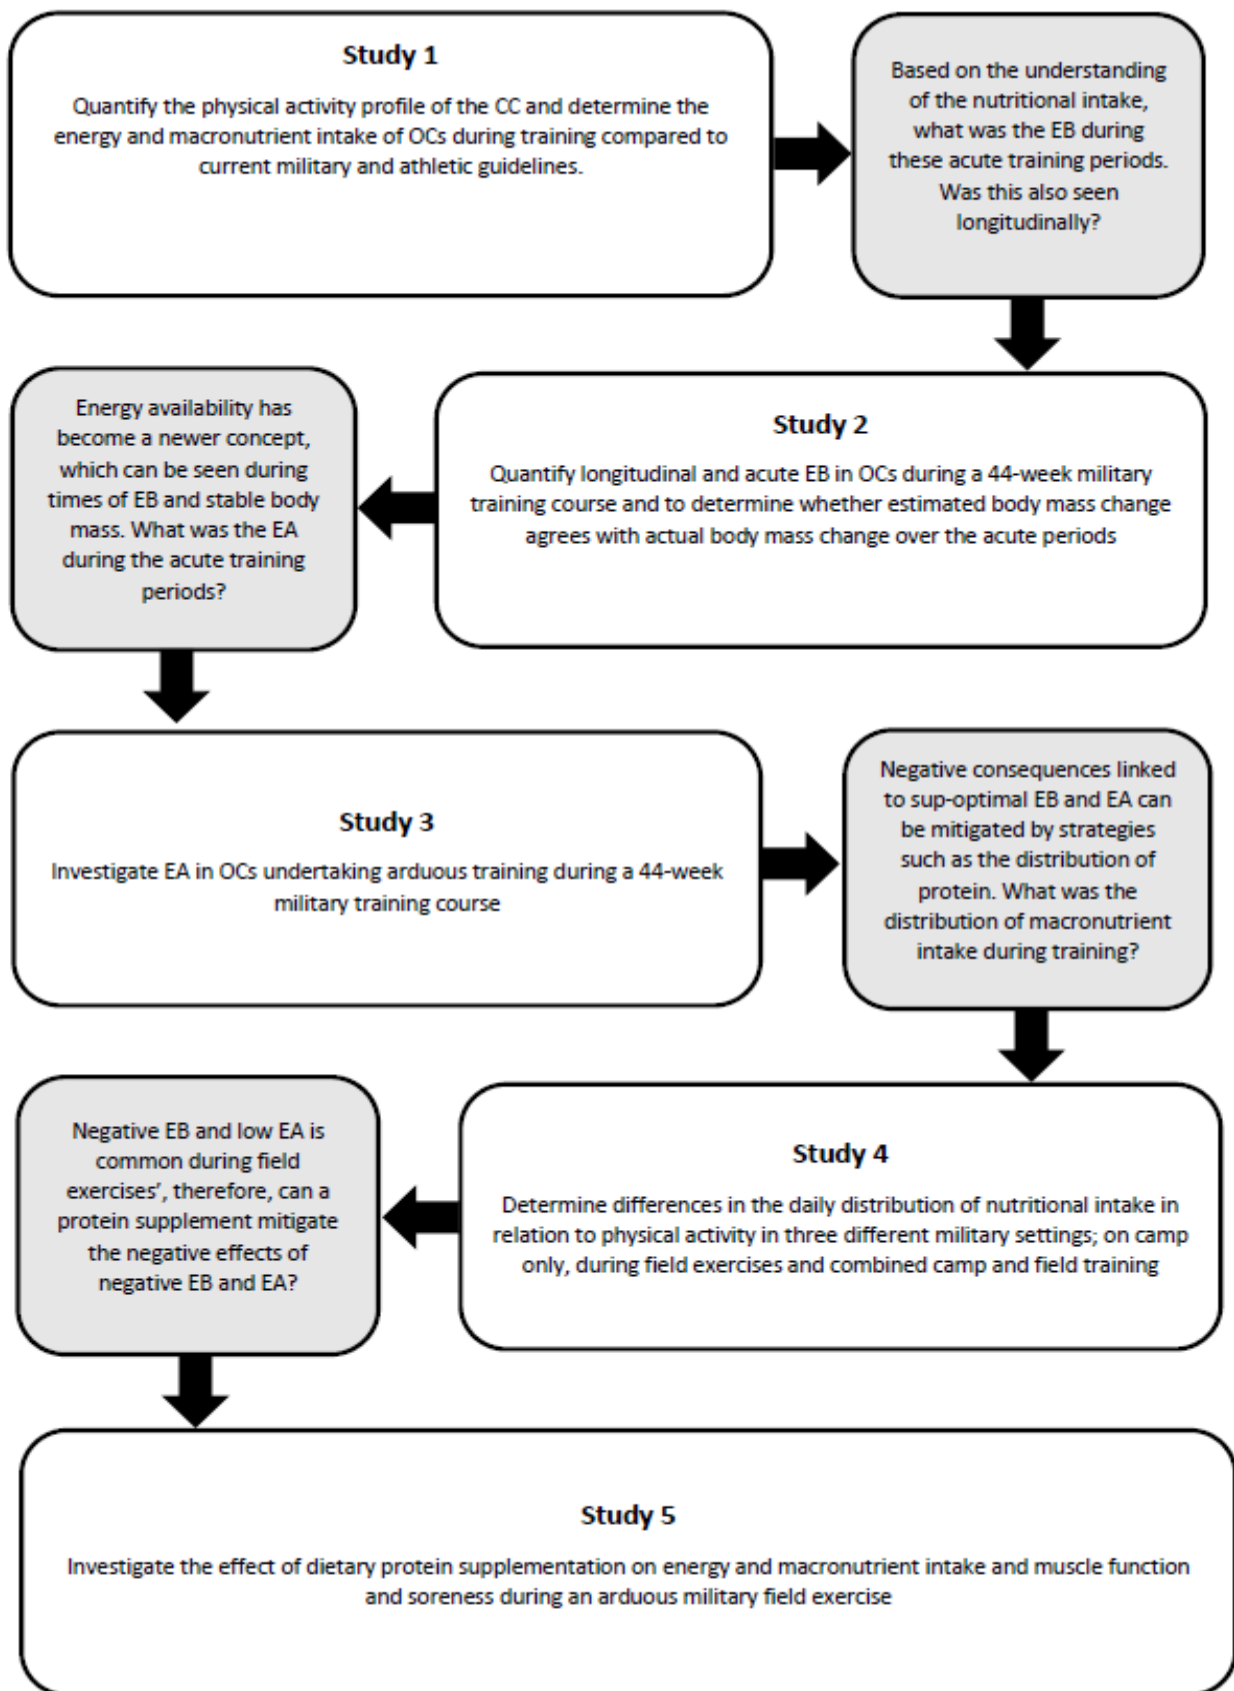 Study 1
Quantify the physical activity profile of the CC and determine the
energy and macronutrient intake of OCs during training compared to
current military and athletic guidelines.
Based on the understanding
of the nutritional intake,
what was the EB during
these acute training periods.
Was this also seen
longitudinally?
Study 2
Quantify longitudinal and acute EB in OCs during a 44-week military
training course and to determine whether estimated body mass change
agrees with actual body mass change over the acute periods
Energy availability has
become a newer concept,
which can be seen during
times of EB and stable body
mass. What was the EA
during the acute training
periods?
Study 3
Investigate EA in OCs undertaking arduous training during a 44-week
military training course
Negative consequences linked
to sup-optimal EB and EA can
be mitigated by strategies
such as the distribution of
protein. What was the
distribution of macronutrient
intake during training?
Study 4
Determine differences in the daily distribution of nutritional intake in
relation to physical activity in three different military settings; on camp
only, during field exercises and combined camp and field training
Negative EB and low EA is
common during field
exercises’, therefore, can a
protein supplement mitigate
the negative effects of
negative EB and EA?
Study 5
Investigate the effect of dietary protein supplementation on energy and macronutrient intake and muscle function
and soreness during an arduous military field exercise